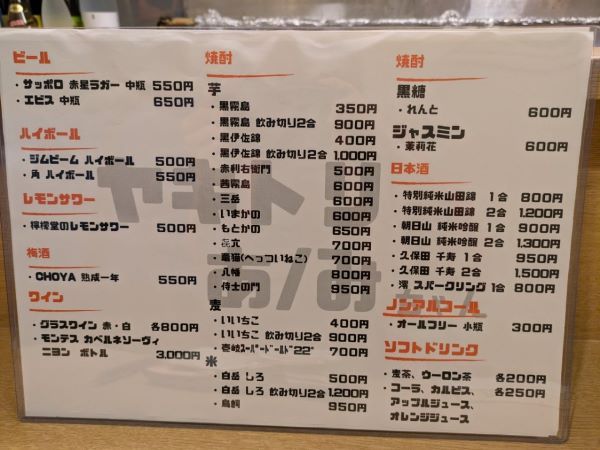 ビール
・サッポロ 赤星ラガー 中瓶 550円
・エビス 中瓶 650円
ハイボール
・ジムビーム ハイボール 500円
・角 ハイボール 550円
レモンサワー
・檸檬堂のレモンサワー 500円
梅酒
・CHOYA 熟成一年 550円
ワイン
・グラスワイン 赤・白 各800円
・モンテス カベルネソーヴィ
ニヨン ボトル 3,000円
焼酎
芋
・黒霧島 350円
・黒霧島 飲み切り2合 900円
・黒伊佐錦 400円
・黒伊佐錦 飲み切り2合 1,000円
・赤利右衛門 500円
・茜霧島 600円
・三岳 600円
・いまかの 600円
・もとかの 650円
700円
・竈猫(へっついねこ) 700円
・八幡 800円
・侍士の門 950円
麦
・いいちこ 400円
・いいちこ 飲み切り2合 900円
・壱岐スーパーゴールド22° 700円
米
・白岳 しろ 500円
・白岳 しろ 飲み切り2合 1,200円
・鳥飼 950円
焼酎
黒糖
・れんと 600円
ジャスミン
・茉莉花 600円
日本酒
・特別純米山田錦 1合 800円
・特別純米山田錦 2合 1,200円
・朝日山 純米吟醸 1合 900円
・朝日山 純米吟醸 2合 1,300円
・久保田 千寿 1合 950円
・久保田 千寿 2合 1,500円
・澪 スパークリング 1合 800円
ノンアルコール
・オールフリー 小瓶 300円
ソフトドリンク
・麦茶、ウーロン茶 各200円
・コーラ、カルピス、 各250円
アップルジュース、
オレンジジュース
ヤキトリ
あ/みちゃん